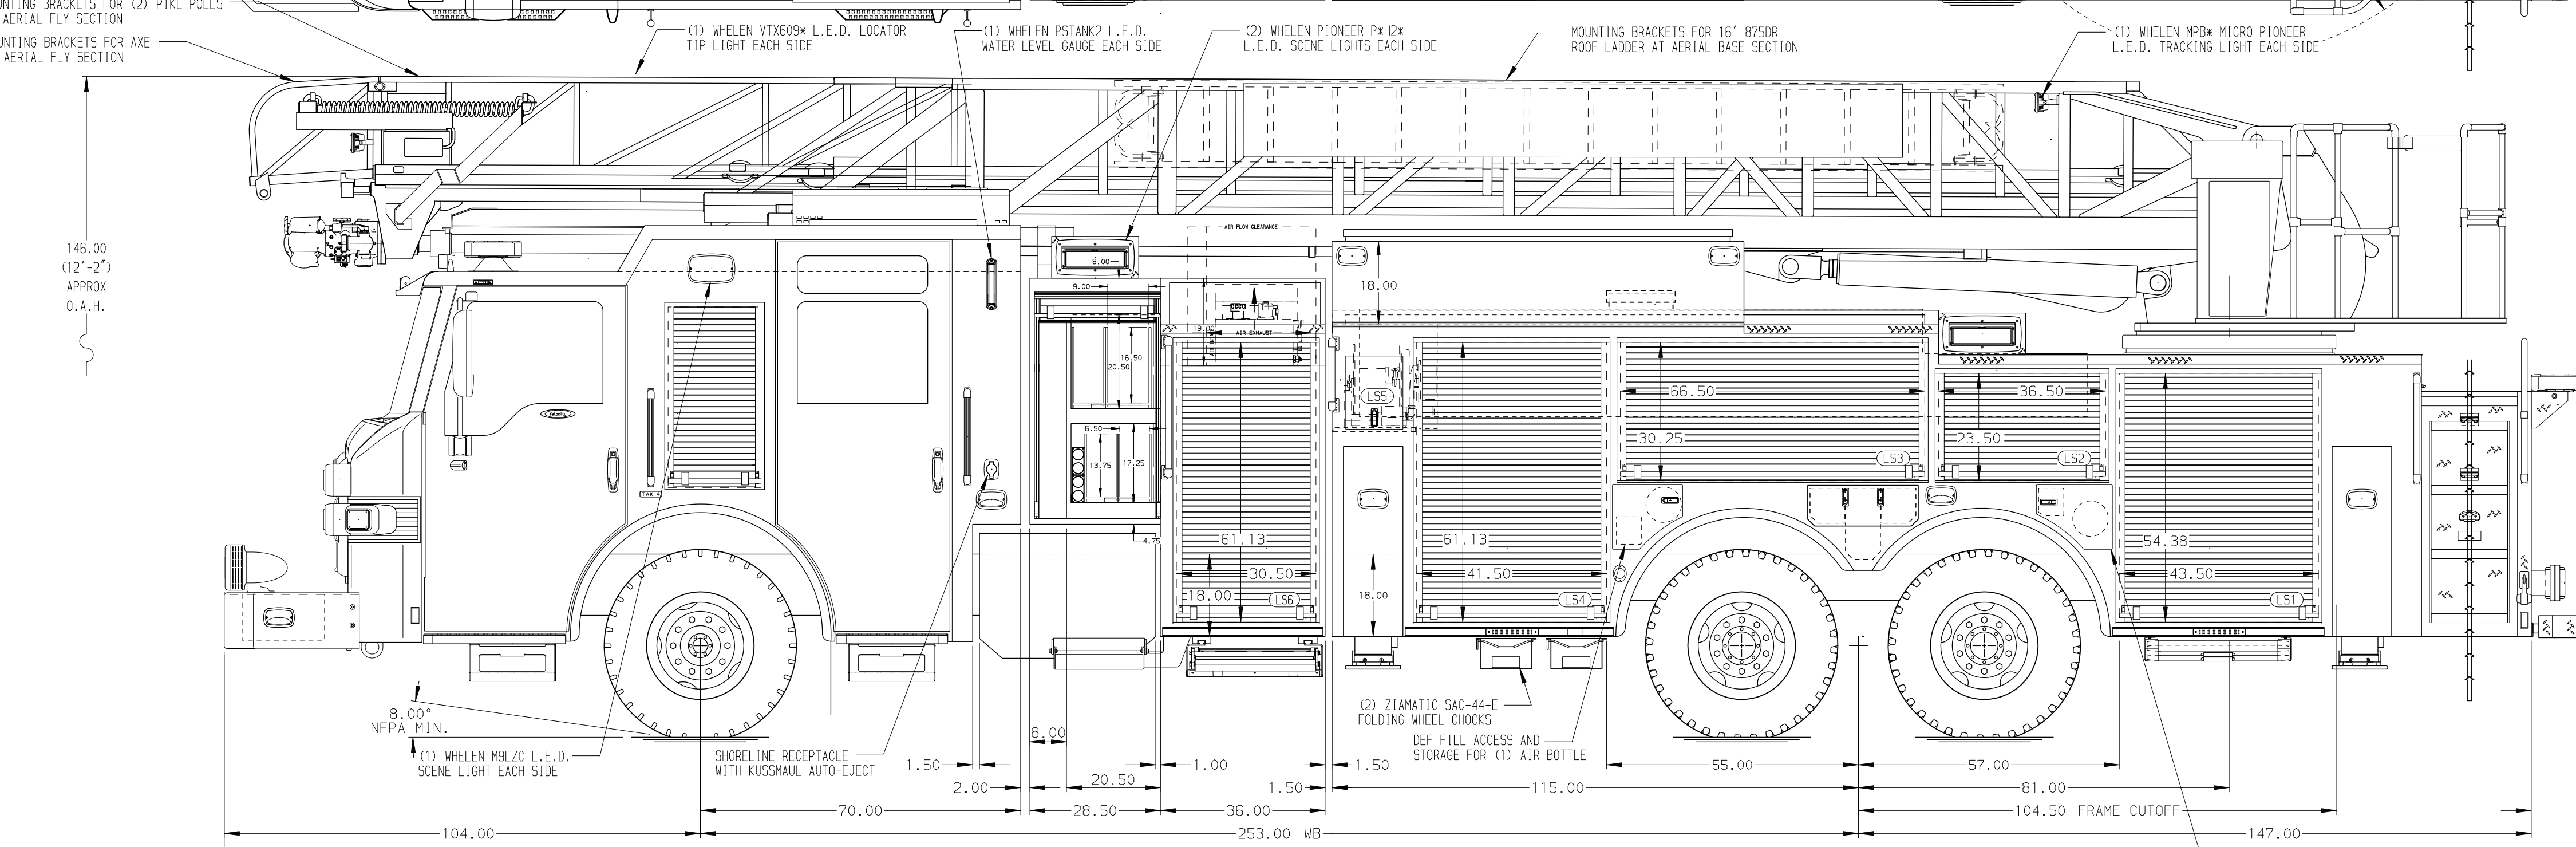 UNTING BRACKETS FOR (2) PIKE POLES
AERIAL FLY SECTION
UNTING BRACKETS FOR AXE
AERIAL FLY SECTION
(1) WHELEN VTX609* L.E.D. LOCATOR
TIP LIGHT EACH SIDE
(1) WHELEN PSTANK2 L.E.D.
WATER LEVEL GAUGE EACH SIDE
(2) WHELEN PIONEER P*H2*
L.E.D. SCENE LIGHTS EACH SIDE
MOUNTING BRACKETS FOR 16' 875DR
ROOF LADDER AT AERIAL BASE SECTION
(1) WHELEN MPB* MICRO PIONEER
L.E.D. TRACKING LIGHT EACH SIDE
146.00
(12'-2")
APPROX
O.A.H.
AIR FLOW CLEARANCE
8.00
9.00
18.00
19.00
AIR EXHAUST
16.50
20.50
LS5
66.50
36.50
Velocity
6.50
13.75
17.25
30.25
23.50
LS3
LS2
TAK-4
4.75
61.13
61.13
54.38
30.50
41.50
43.50
18.00
18.00
LS6
LS4
LS1
8.00°
NFPA MIN.
(1) WHELEN M9LZC L.E.D.
SCENE LIGHT EACH SIDE
SHORELINE RECEPTACLE
WITH KUSSMAUL AUTO-EJECT
(2) ZIAMATIC SAC-44-E
FOLDING WHEEL CHOCKS
DEF FILL ACCESS AND
STORAGE FOR (1) AIR BOTTLE
8.00
1.50
1.00
1.50
55.00
57.00
2.00
20.50
1.50
115.00
81.00
70.00
28.50
36.00
104.50 FRAME CUTOFF
104.00
253.00 WB
147.00